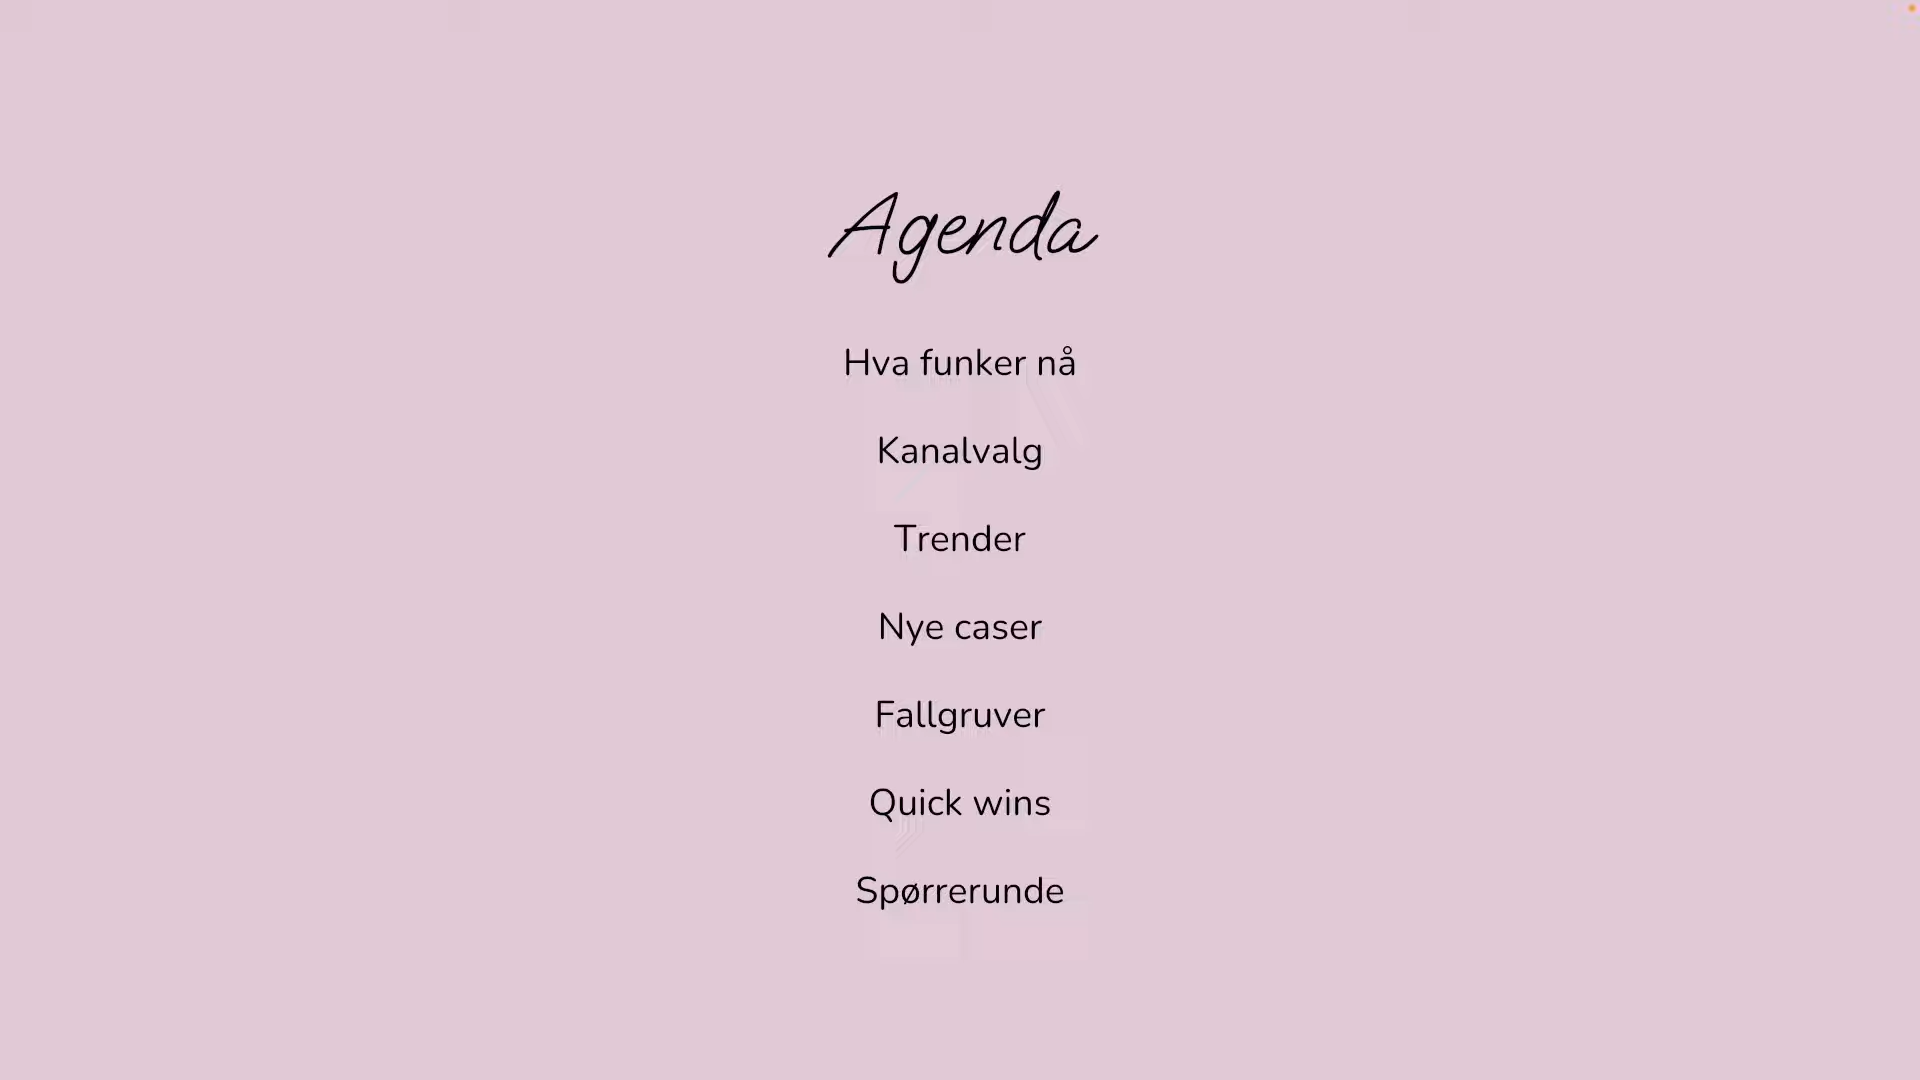 Agenda
Hva funker nå
Kanalvalg
Trender
Nye caser
Fallgruver
Quick wins
Spørrerunde